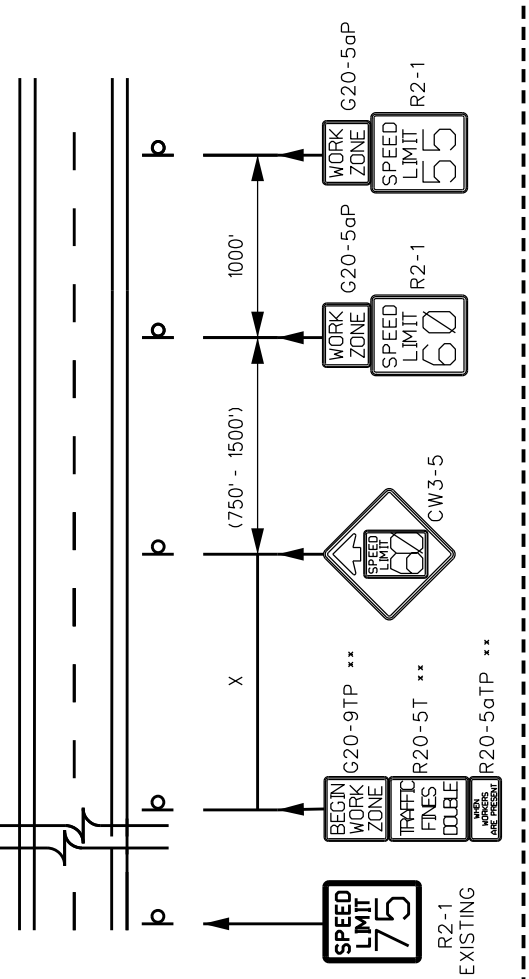 X
(750' - 1500')
1000'
SPEED
LIMIT
75
R2-1
EXISTING
BEGIN
WORK
ZONE
G20-9TP **
TRAFFIC
FINES
DOUBLE
R20-5T **
WHEN
WORKERS
ARE PRESENT
R20-5aTP **
SPEED
LIMIT
60
CW3-5
WORK
ZONE
G20-5aP
SPEED
LIMIT
60
R2-1
WORK
ZONE
G20-5aP
SPEED
LIMIT
55
R2-1